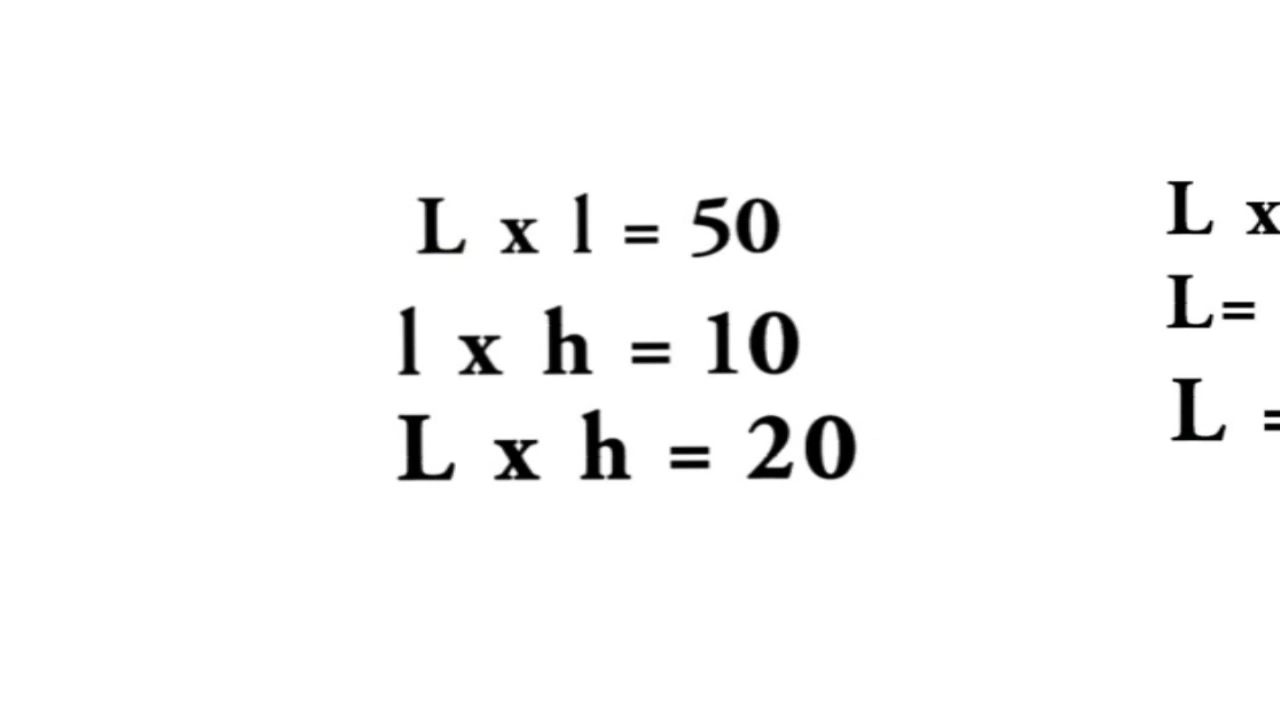 L x l = 50
l x h = 10
L x h = 20
L x
L=
L =